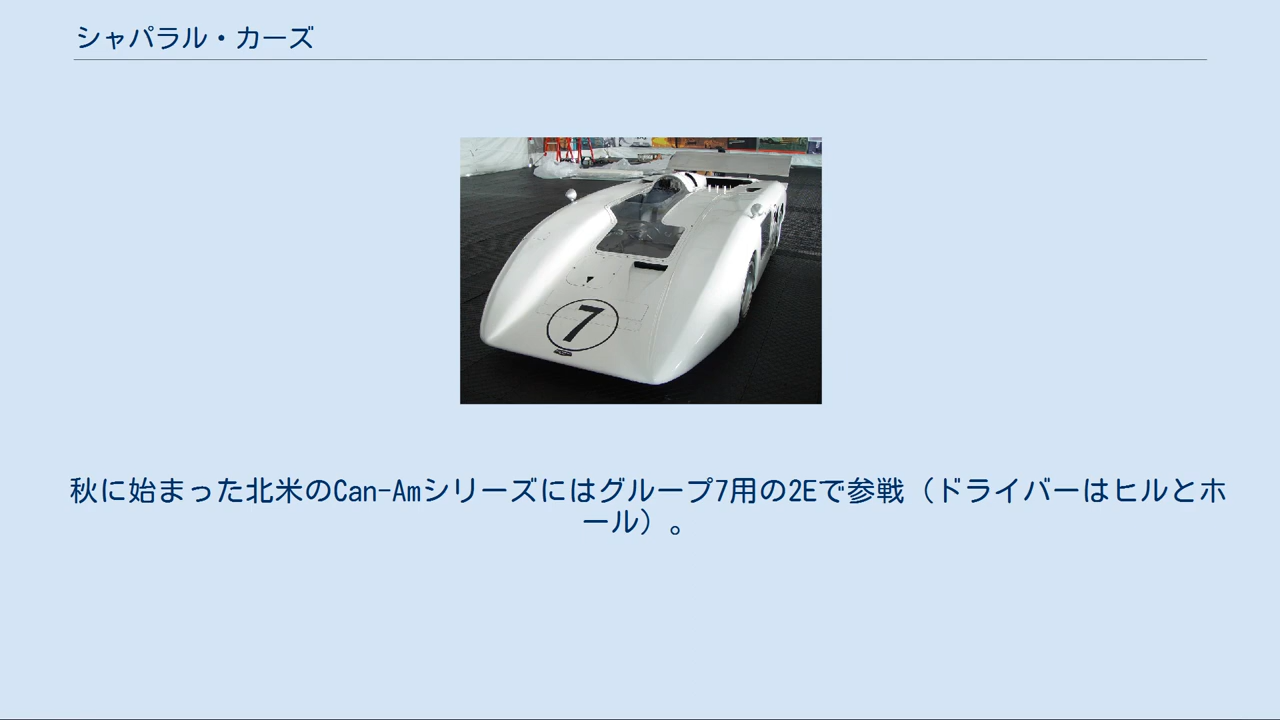 シャパラル・カーズ
7
秋に始まった北米のCan-Amシリーズにはグループ7用の2Eで参戦（ドライバーはヒルとホ
ール）。